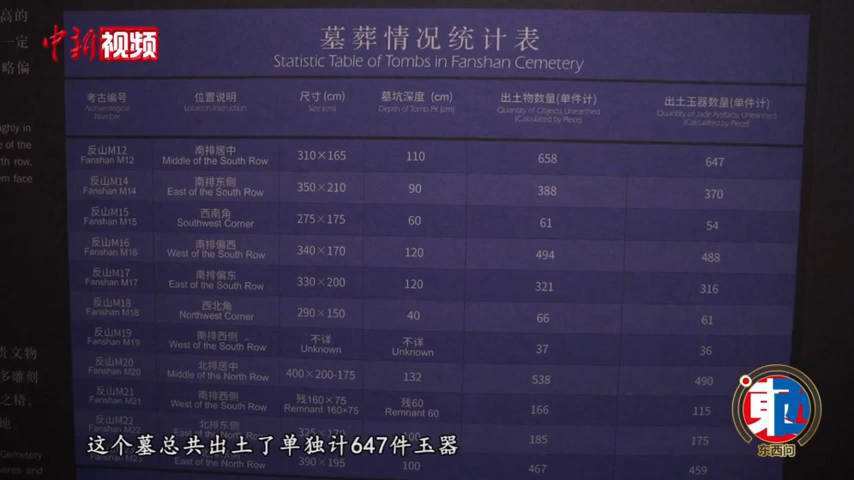 高的
一定
略偏
中新视频
墓葬情况统计表
Statistic Table of Tombs in Fanshan Cemetery
考古编号 位置说明 尺寸 (cm) 墓坑深度 (cm) 出土物数量(单件计) 出土玉器数量(单件计)
Archaeological Number Location Instruction Size (cm) Depth of Tomb Pit (cm) Quantity of Objects Unearthed (Calculated by Piece) Quantity of Jade Artifacts Unearthed (Calculated by Piece)
反山M12 南排居中
Fanshan M12 Middle of the South Row 310×165 110 658 647
反山M14 南排东侧
Fanshan M14 East of the South Row 350×210 90 388 370
反山M15 西南角
Fanshan M15 Southwest Corner 275×175 60 61 54
反山M16 南排偏西
Fanshan M16 West of the South Row 340×170 120 494 488
反山M17 南排偏东
Fanshan M17 East of the South Row 330×200 120 321 316
反山M18 西北角
Fanshan M18 Northwest Corner 290×150 40 66 61
反山M19 南排西侧 不详 不详
Fanshan M19 West of the South Row Unknown Unknown 37 36
反山M20 北排居中
Fanshan M20 Middle of the North Row 400×200-175 132 538 490
反山M21 南排西侧 残160×75 残60
Fanshan M21 West of the South Row Remnant 160×75 Remnant 60 166 115
反山M22 北排东侧
185 175
390×195 100 467 459
这个墓总共出土了单独计647件玉器
东西问